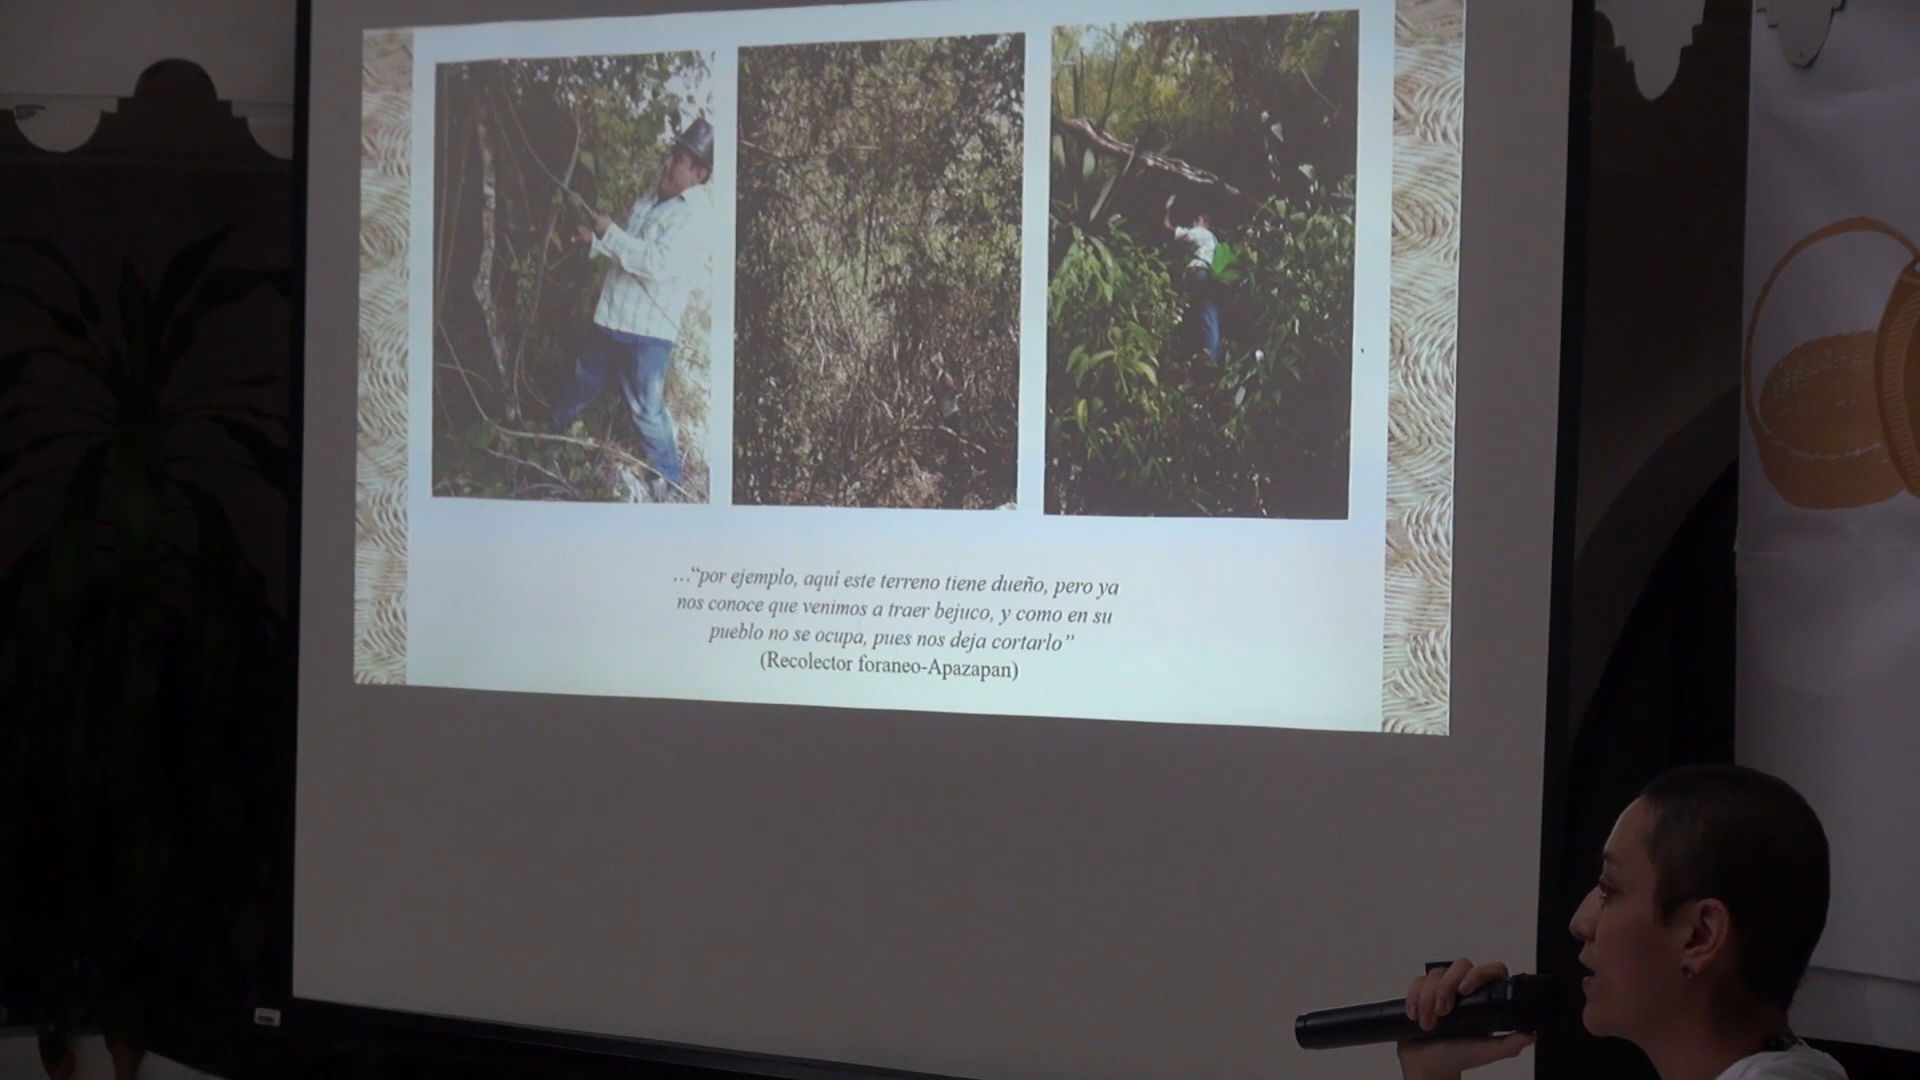 …“por ejemplo, aqui este terreno tiene dueño, pero ya
nos conoce que venimos a traer bejuco, y como en su
pueblo no se ocupa, pues nos deja cortarlo”
(Recolector foraneo-Apazapan)